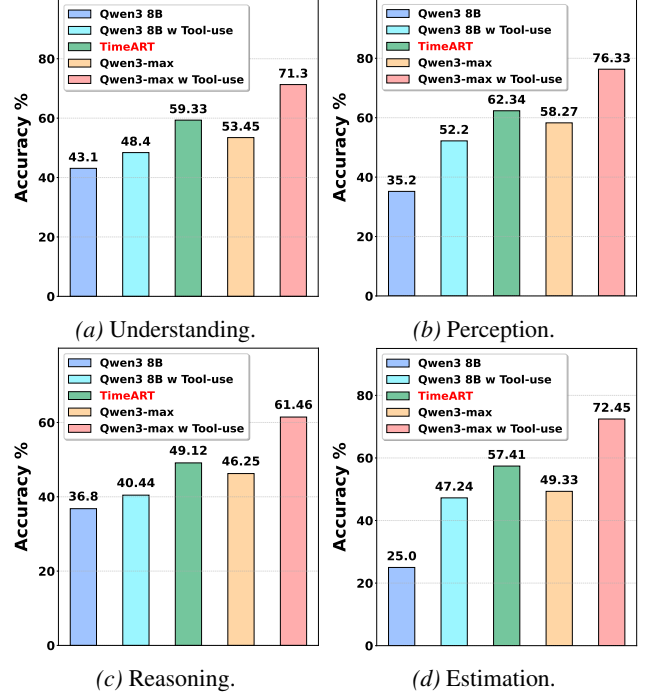 Qwen3 8B
Qwen3 8B w Tool-use
TimeART
Qwen3-max
Qwen3-max w Tool-use
Accuracy %
80
60
40
20
0
43.1
48.4
59.33
53.45
71.3
(a) Understanding.
Qwen3 8B
Qwen3 8B w Tool-use
TimeART
Qwen3-max
Qwen3-max w Tool-use
Accuracy %
80
60
40
20
0
35.2
52.2
62.34
58.27
76.33
(b) Perception.
Qwen3 8B
Qwen3 8B w Tool-use
TimeART
Qwen3-max
Qwen3-max w Tool-use
Accuracy %
60
40
20
0
36.8
40.44
49.12
46.25
61.46
(c) Reasoning.
Qwen3 8B
Qwen3 8B w Tool-use
TimeART
Qwen3-max
Qwen3-max w Tool-use
Accuracy %
80
60
40
20
0
25.0
47.24
57.41
49.33
72.45
(d) Estimation.